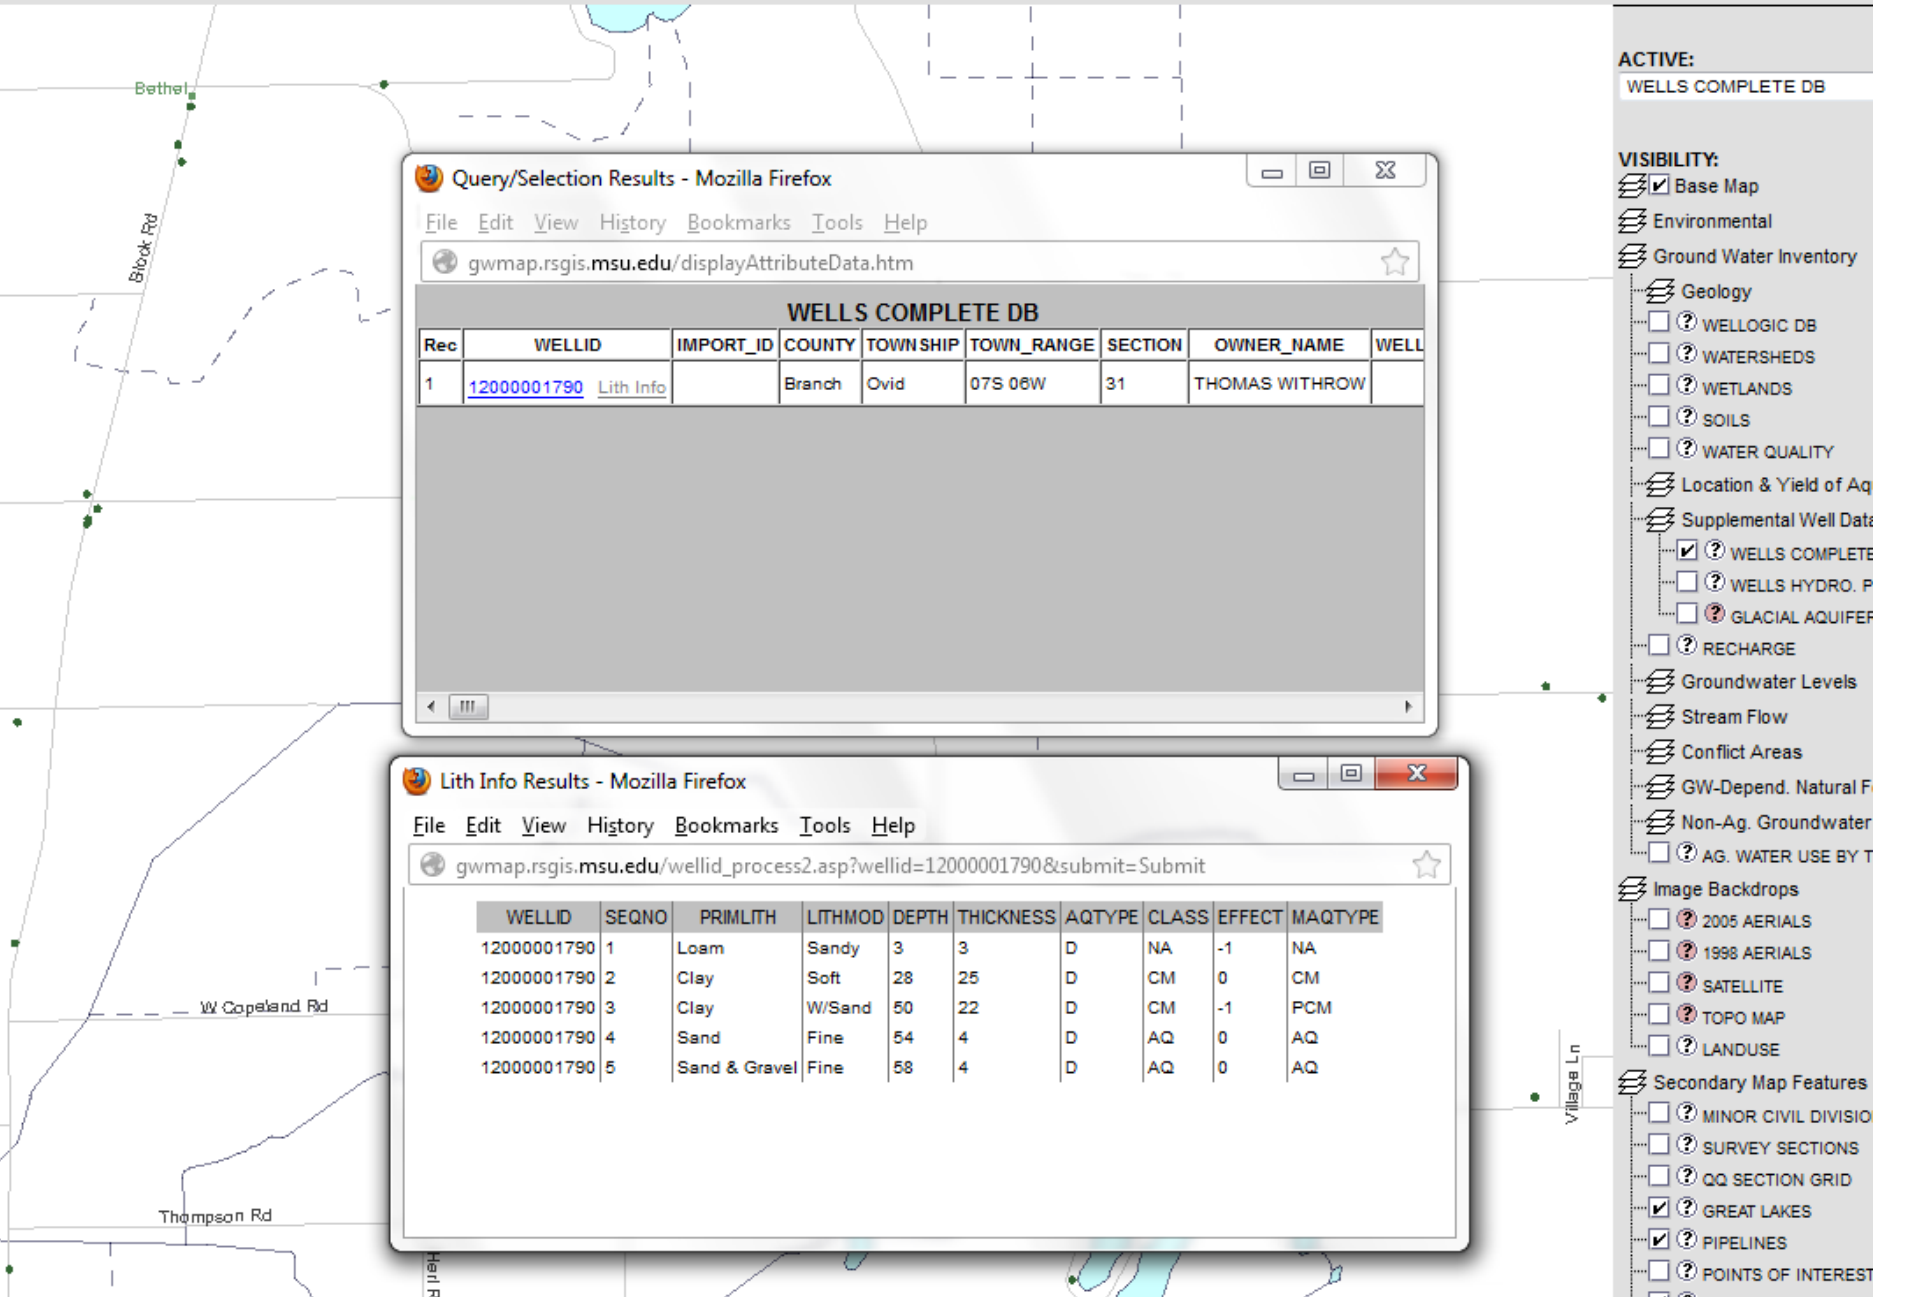 Bethel
Block Rd
W Copeland Rd
Thompson Rd
Herl R
Village Ln
Query/Selection Results - Mozilla Firefox
File Edit View History Bookmarks Tools Help
gwmap.rsgis.msu.edu/displayAttributeData.htm
WELLS COMPLETE DB
Rec WELLID IMPORT_ID COUNTY TOWNSHIP TOWN_RANGE SECTION OWNER_NAME WELL
1 12000001790 Lith Info Branch Ovid 07S 06W 31 THOMAS WITHROW
Lith Info Results - Mozilla Firefox
File Edit View History Bookmarks Tools Help
gwmap.rsgis.msu.edu/wellid_process2.asp?wellid=12000001790&submit=Submit
WELLID SEQNO PRIMLITH LITHMOD DEPTH THICKNESS AQTYPE CLASS EFFECT MAQTYPE
12000001790 1 Loam Sandy 3 3 D NA -1 NA
12000001790 2 Clay Soft 28 25 D CM 0 CM
12000001790 3 Clay W/Sand 50 22 D CM -1 PCM
12000001790 4 Sand Fine 54 4 D AQ 0 AQ
12000001790 5 Sand & Gravel Fine 58 4 D AQ 0 AQ
ACTIVE:
WELLS COMPLETE DB
VISIBILITY:
Base Map
Environmental
Ground Water Inventory
Geology
? WELLOGIC DB
? WATERSHEDS
? WETLANDS
? SOILS
? WATER QUALITY
Location & Yield of Aq
Supplemental Well Data
? WELLS COMPLETE
? WELLS HYDRO. P
? GLACIAL AQUIFER
? RECHARGE
Groundwater Levels
Stream Flow
Conflict Areas
GW-Depend. Natural F
Non-Ag. Groundwater
? AG. WATER USE BY T
Image Backdrops
? 2005 AERIALS
? 1998 AERIALS
? SATELLITE
? TOPO MAP
? LANDUSE
Secondary Map Features
? MINOR CIVIL DIVISIO
? SURVEY SECTIONS
? QQ SECTION GRID
? GREAT LAKES
? PIPELINES
? POINTS OF INTEREST